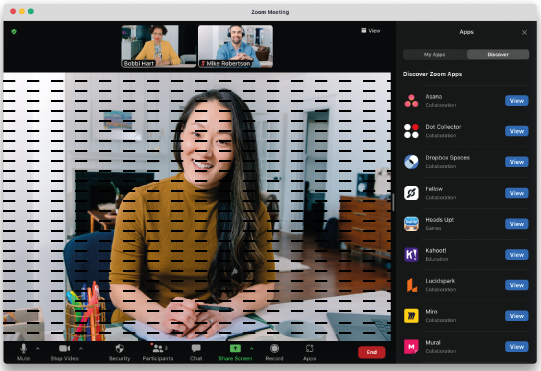 Zoom Meeting
View
Bobbi Hart
Mike Robertson
Apps
My Apps
Discover
Discover Zoom Apps
Asana
Collaboration
View
Dot Collector
Collaboration
View
Dropbox Spaces
Collaboration
View
Fellow
Collaboration
View
Heads Up!
Games
View
Kahoot!
Education
View
Lucidspark
Collaboration
View
Miro
Collaboration
View
Mural
Collaboration
View
Mute
Stop Video
Security
Participants
Chat
Share Screen
Record
Apps
End